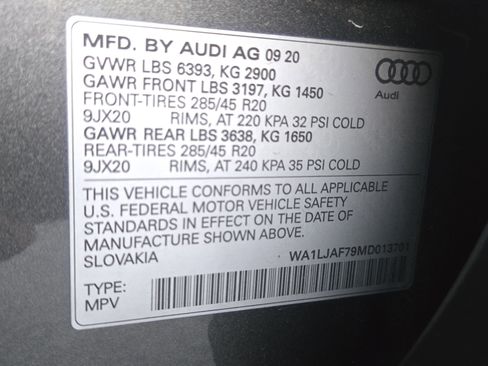 MFD. BY AUDI AG 09 20
GVWR LBS 6393, KG 2900
GAWR FRONT LBS 3197, KG 1450
FRONT-TIRES 285/45 R20
9JX20 RIMS, AT 220 KPA 32 PSI COLD
GAWR REAR LBS 3638, KG 1650
REAR-TIRES 285/45 R20
9JX20 RIMS, AT 240 KPA 35 PSI COLD
Audi
THIS VEHICLE CONFORMS TO ALL APPLICABLE
U.S. FEDERAL MOTOR VEHICLE SAFETY
STANDARDS IN EFFECT ON THE DATE OF
MANUFACTURE SHOWN ABOVE.
SLOVAKIA WA1LJAF79MD013701
TYPE:
MPV